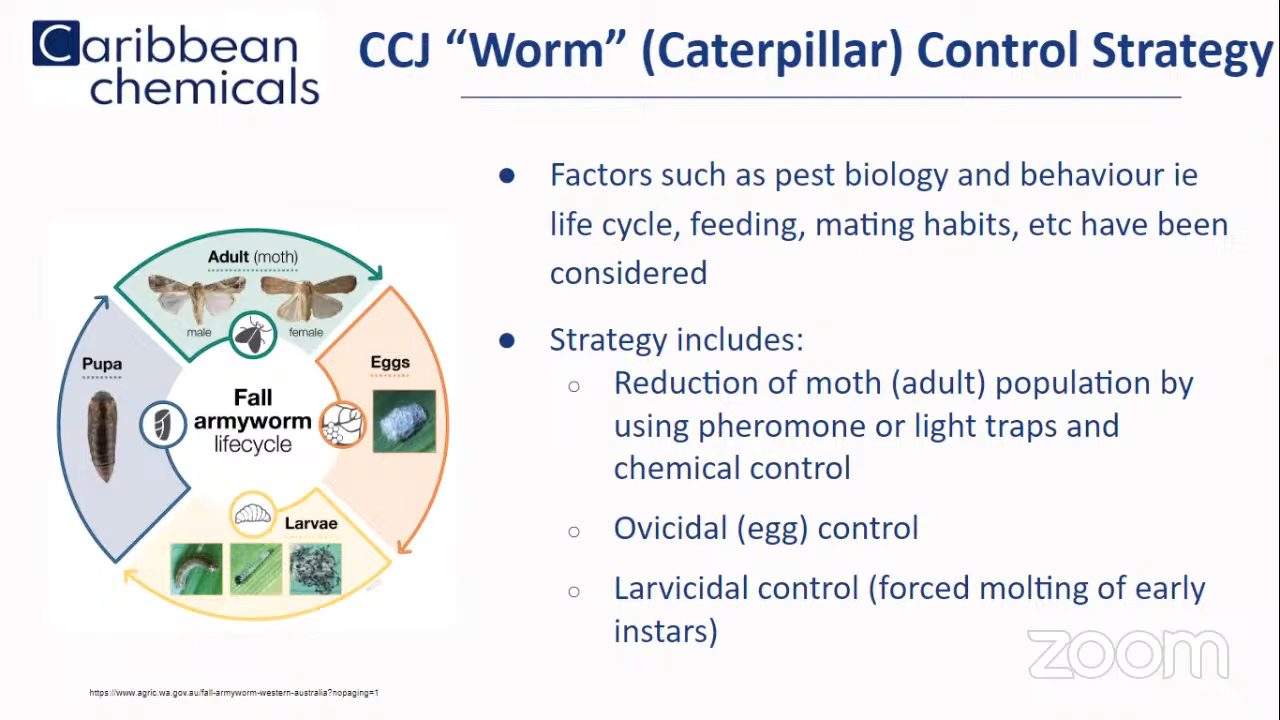 Caribbean
chemicals
CCJ “Worm” (Caterpillar) Control Strategy
● Factors such as pest biology and behaviour ie
life cycle, feeding, mating habits, etc have been
considered
● Strategy includes:
○ Reduction of moth (adult) population by
using pheromone or light traps and
chemical control
○ Ovicidal (egg) control
○ Larvicidal control (forced molting of early
instars)
Adult (moth)
male
female
Eggs
Larvae
Pupa
Fall
armyworm
lifecycle
https://www.agric.wa.gov.au/fall-armyworm-western-australia?nopaging=1
zoom